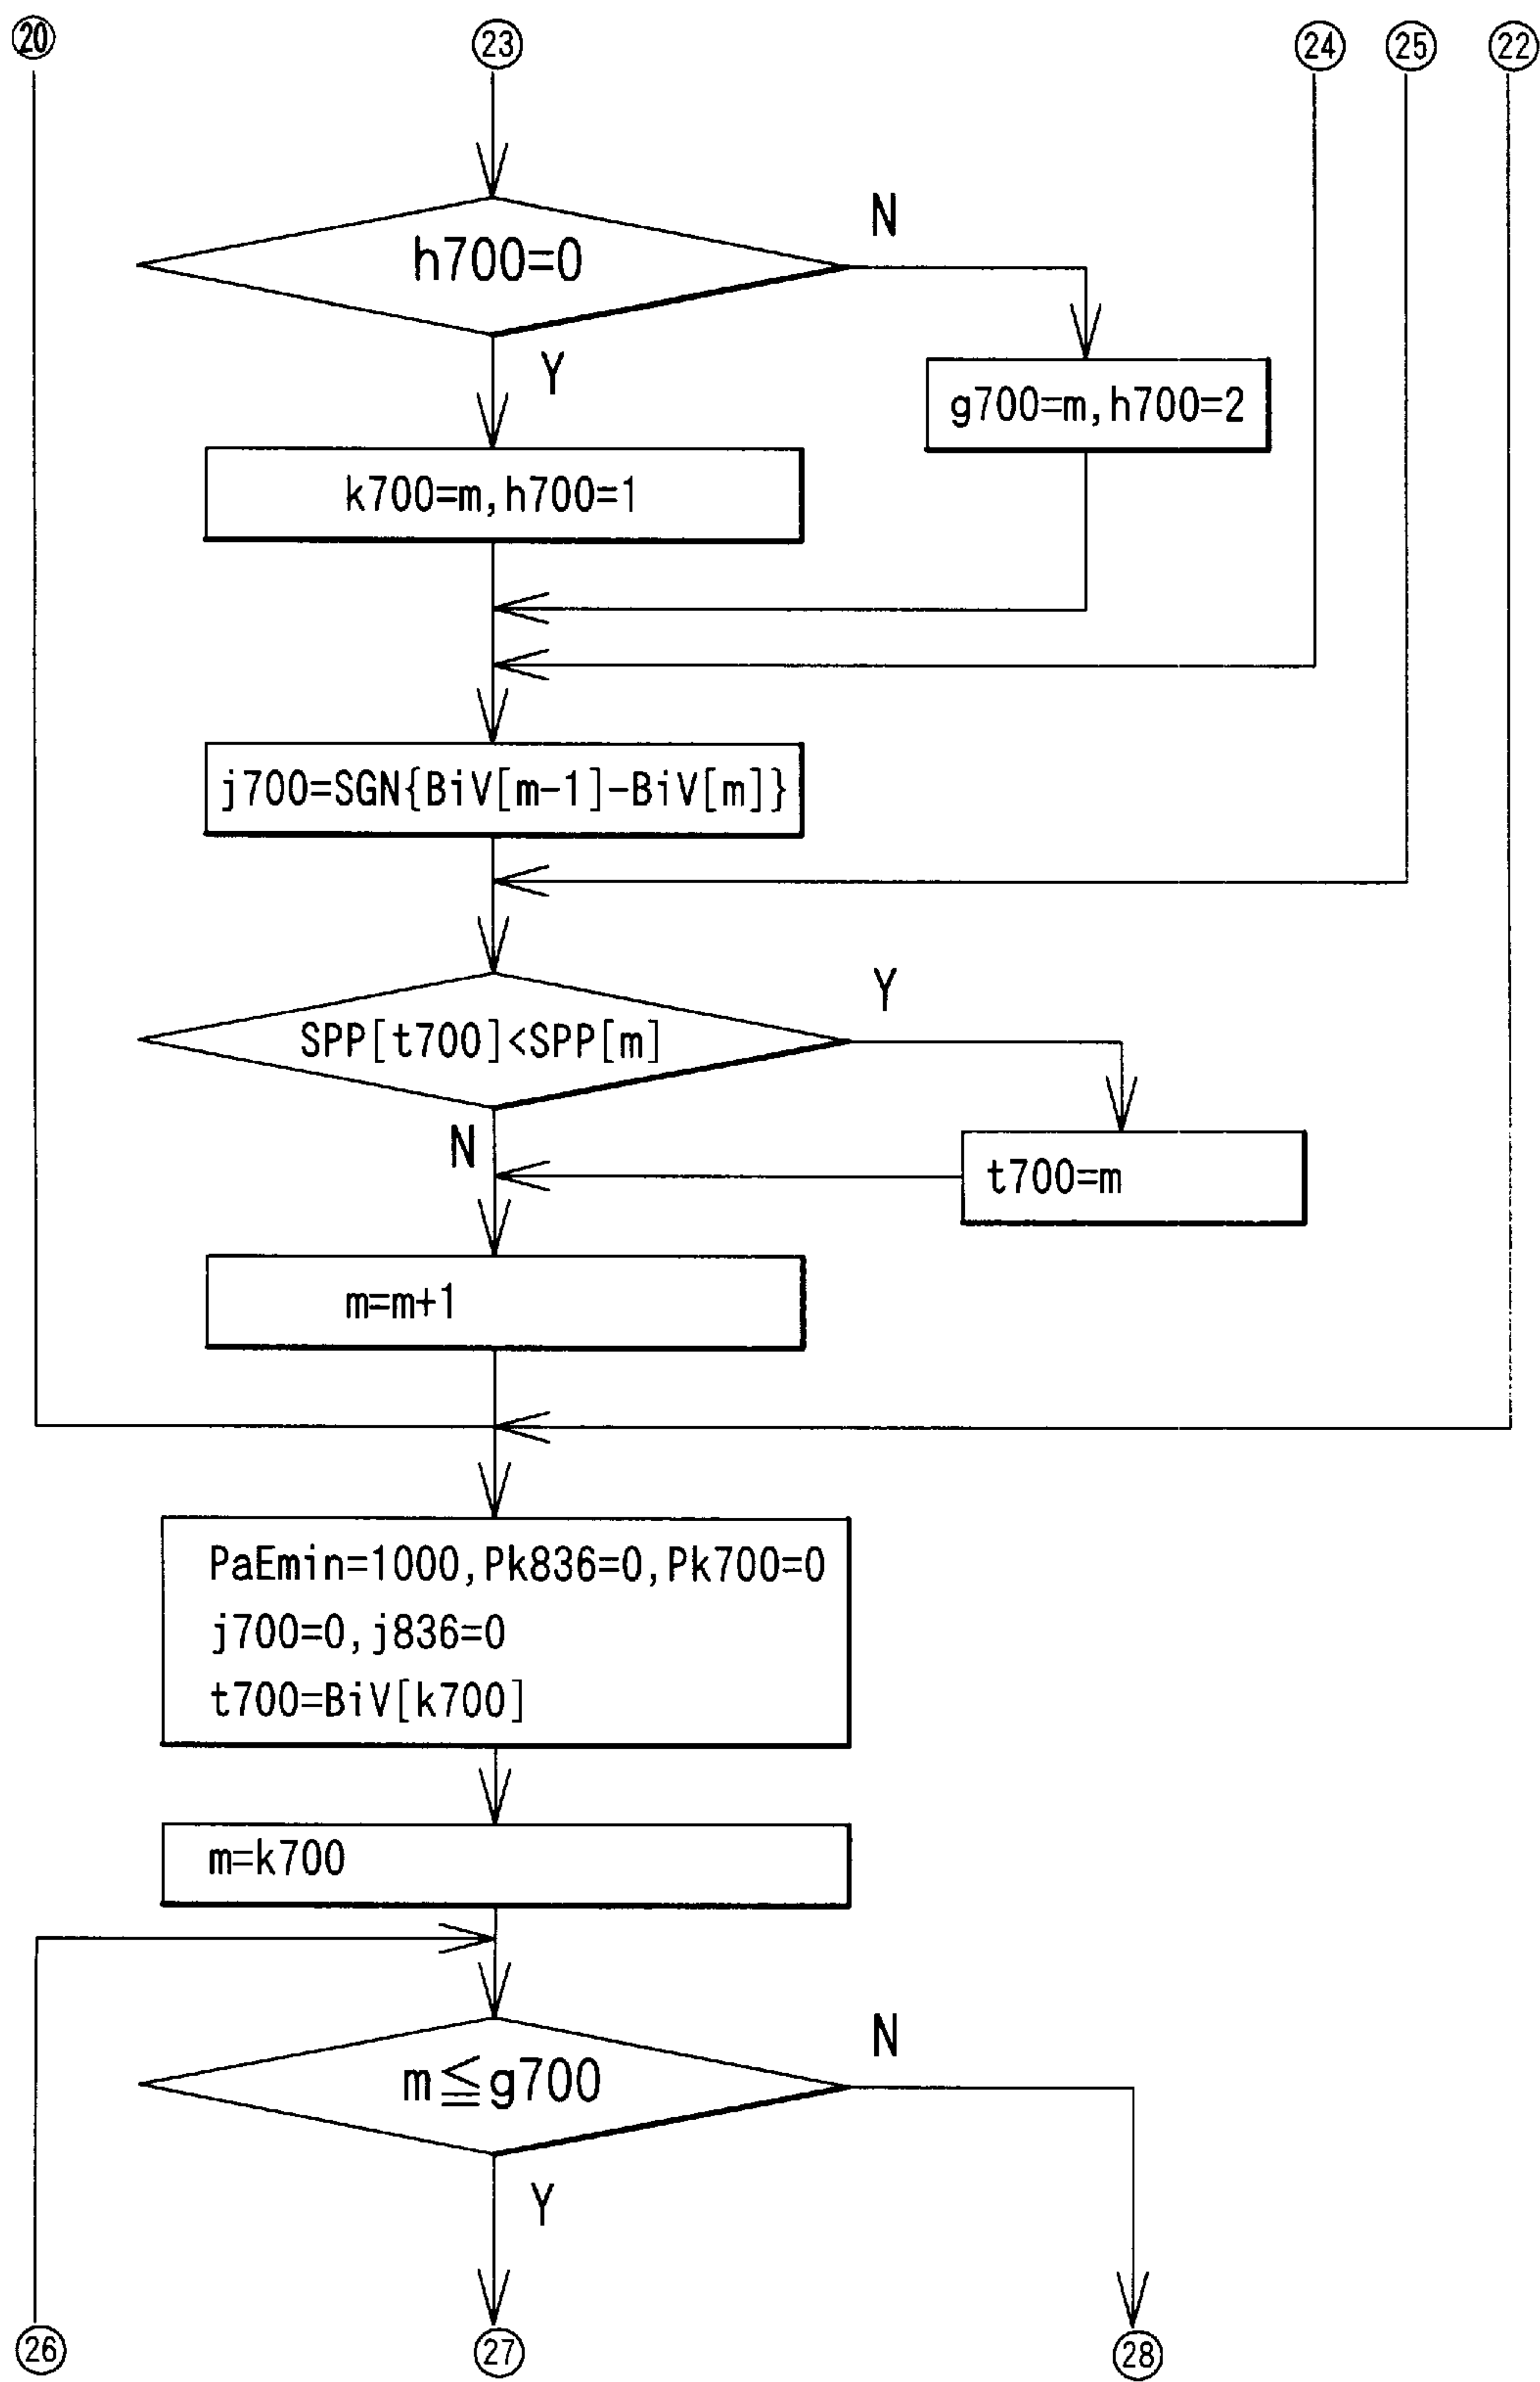 20
23
24
25
22
h700=0
N
Y
g700=m,h700=2
k700=m,h700=1
j700=SGN{BiV[m-1]-BiV[m]}
SPP[t700]<SPP[m]
Y
N
t700=m
m=m+1
PaEmin=1000,Pk836=0,Pk700=0
j700=0,j836=0
t700=BiV[k700]
m=k700
m≦g700
N
Y
26
27
28